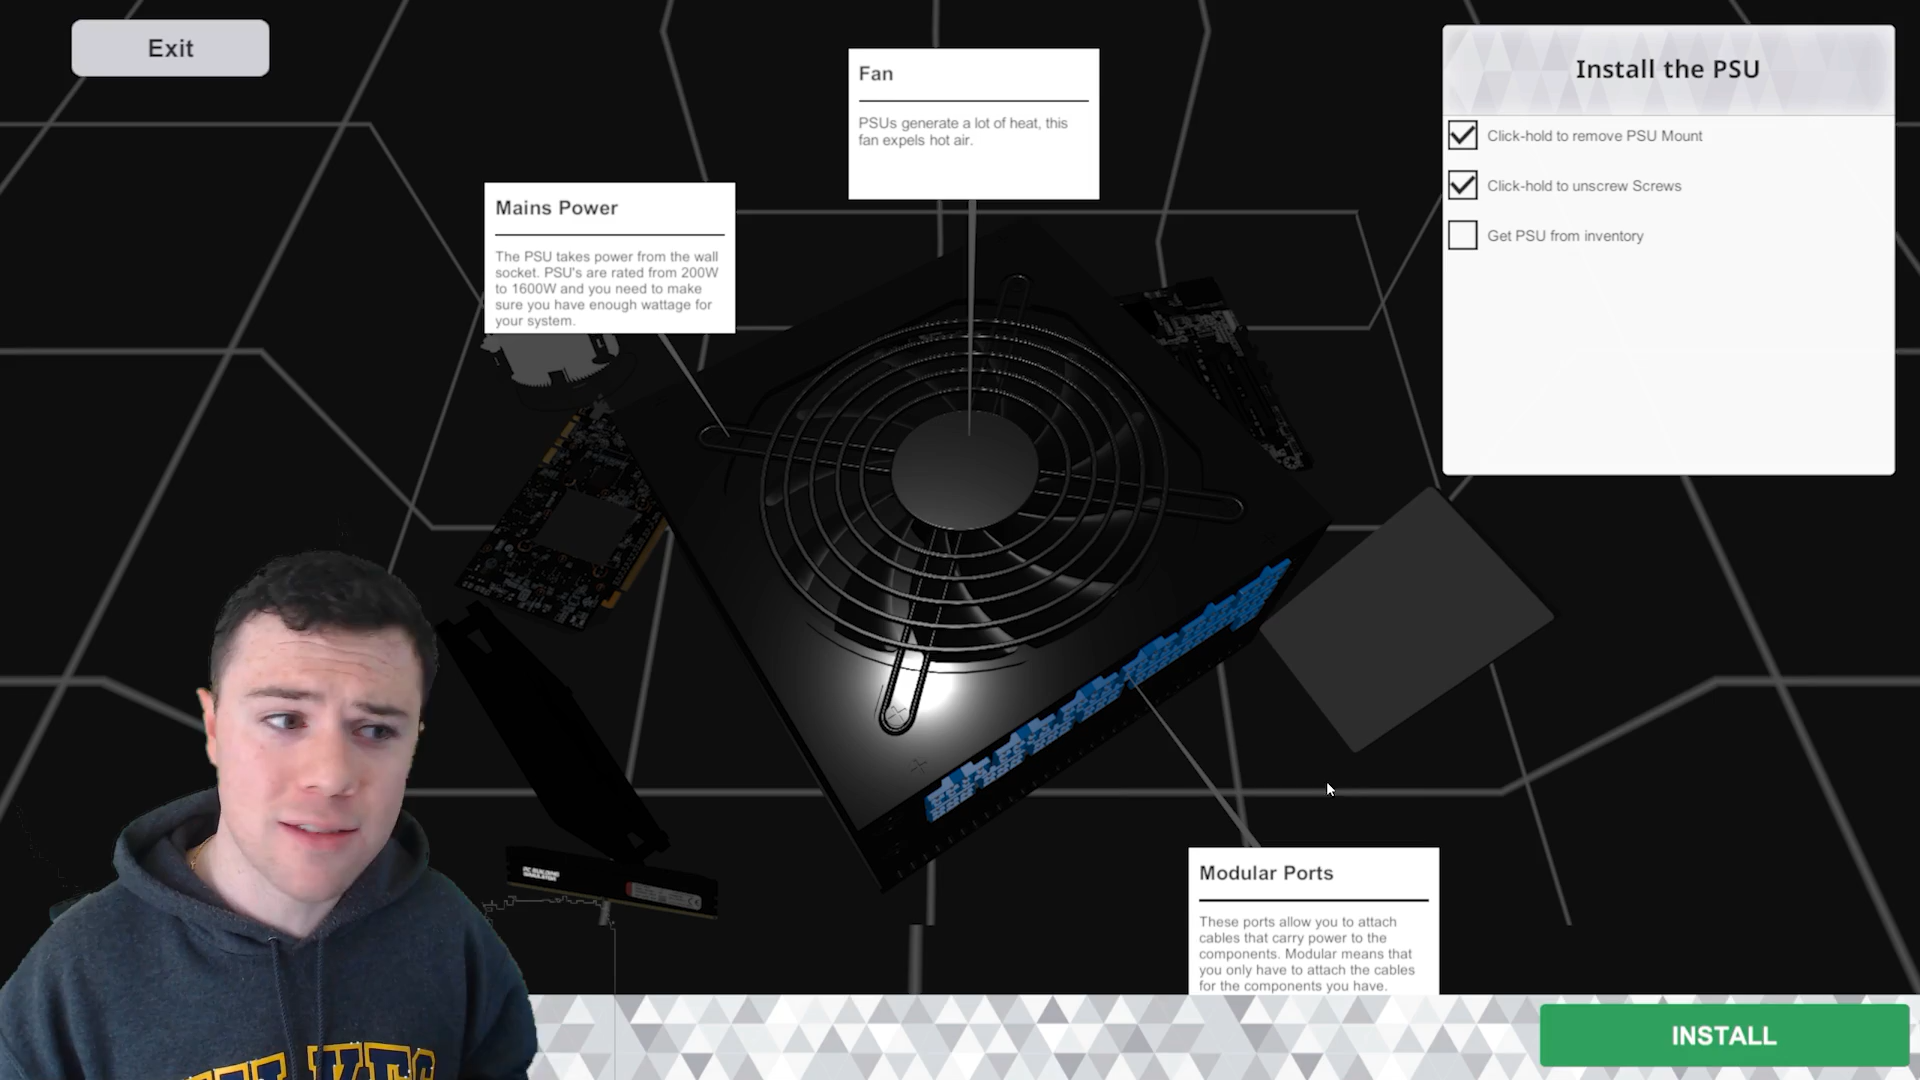 Exit
Fan
PSUs generate a lot of heat, this
fan expels hot air.
Mains Power
The PSU takes power from the wall
socket. PSU's are rated from 200W
to 1600W and you need to make
sure you have enough wattage for
your system.
Install the PSU
Click-hold to remove PSU Mount
Click-hold to unscrew Screws
Get PSU from inventory
PC BUILDING
SIMULATOR
Modular Ports
These ports allow you to attach
cables that carry power to the
components. Modular means that
you only have to attach the cables
for the components you have.
INSTALL